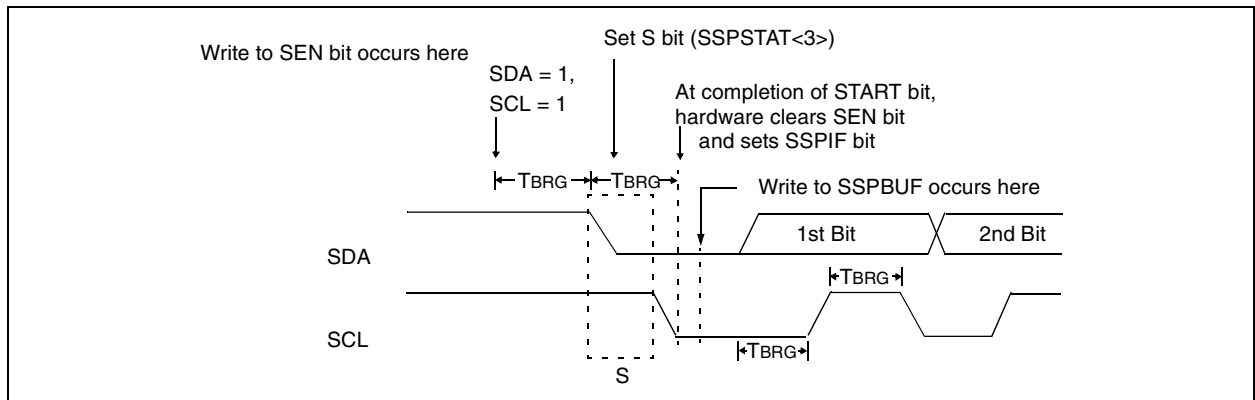 Write to SEN bit occurs here
Set S bit (SSPSTAT<3>)
SDA = 1,
SCL = 1
At completion of START bit,
hardware clears SEN bit
and sets SSPIF bit
TBRG
TBRG
Write to SSPBUF occurs here
SDA
1st Bit
2nd Bit
TBRG
SCL
TBRG
S